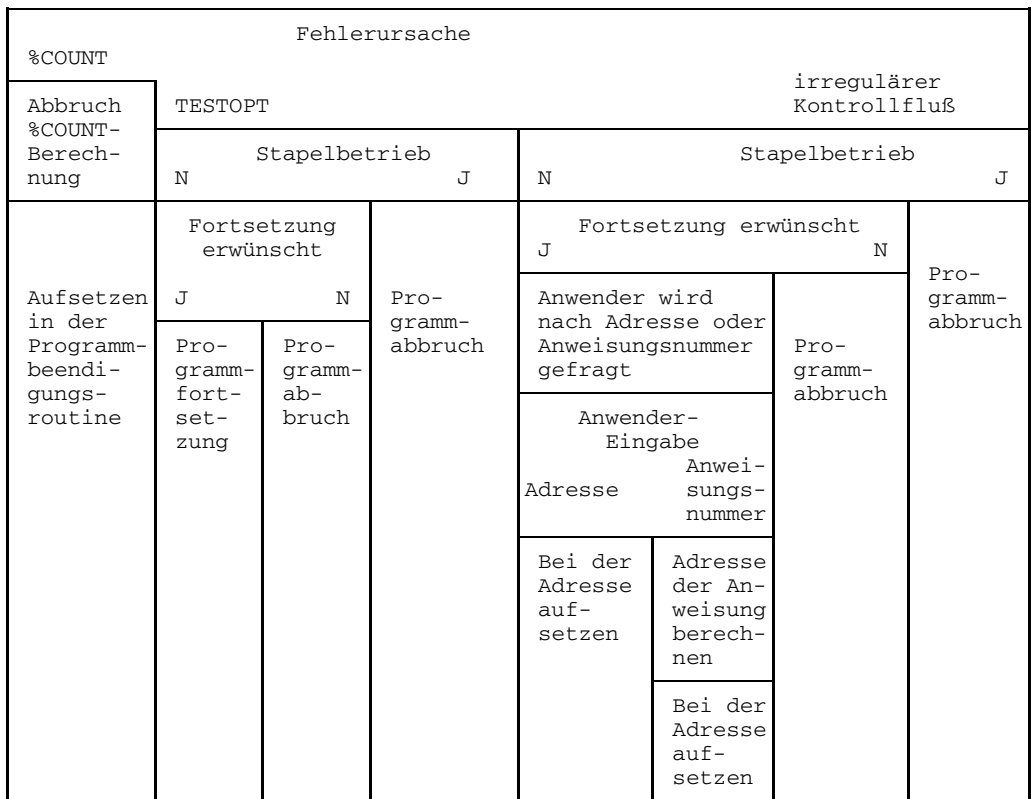 Fehlerursache
%COUNT
irregulärer
Kontrollfluß
Abbruch
%COUNT-
Berech-
nung
TESTOPT
Stapelbetrieb
N J
Stapelbetrieb
N J
Aufsetzen
in der
Programm-
beendi-
gungs-
routine
Fortsetzung
erwünscht
J N
Pro-
gramm-
fort-
set-
zung
Pro-
gramm-
ab-
bruch
Pro-
gramm-
abbruch
Fortsetzung erwünscht
J N
Anwender wird
nach Adresse oder
Anweisungsnummer
gefragt
Anwender-
Eingabe
Adresse
Anwei-
sungs-
nummer
Bei der
Adresse
auf-
setzen
Adresse
der An-
weisung
berech-
nen
Bei der
Adresse
auf-
setzen
Pro-
gramm-
abbruch
Pro-
gramm-
abbruch